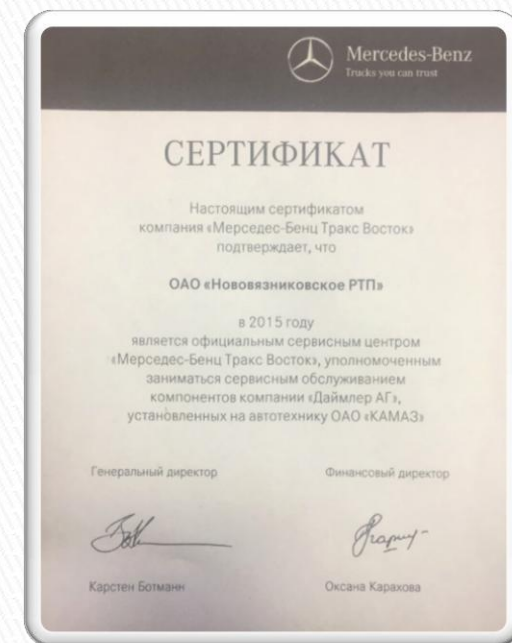 Mercedes-Benz
Trucks you can trust
СЕРТИФИКАТ
Настоящим сертификатом
компания «Мерседес-Бенц Тракс Восток»
подтверждает, что
ОАО «Нововязниковское РТП»
в 2015 году
является официальным сервисным центром
«Мерседес-Бенц Тракс Восток», уполномоченным
заниматься сервисным обслуживанием
компонентов компании «Даймлер АГ»,
установленных на автотехнику ОАО «КАМАЗ»
Генеральный директор Финансовый директор
Карстен Ботманн Оксана Карахова